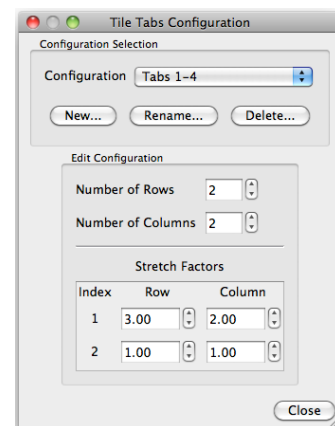 Tile Tabs Configuration
Configuration Selection
Configuration Tabs 1-4
New... Rename... Delete...
Edit Configuration
Number of Rows 2
Number of Columns 2
Stretch Factors
Index Row Column
1 3.00 2.00
2 1.00 1.00
Close